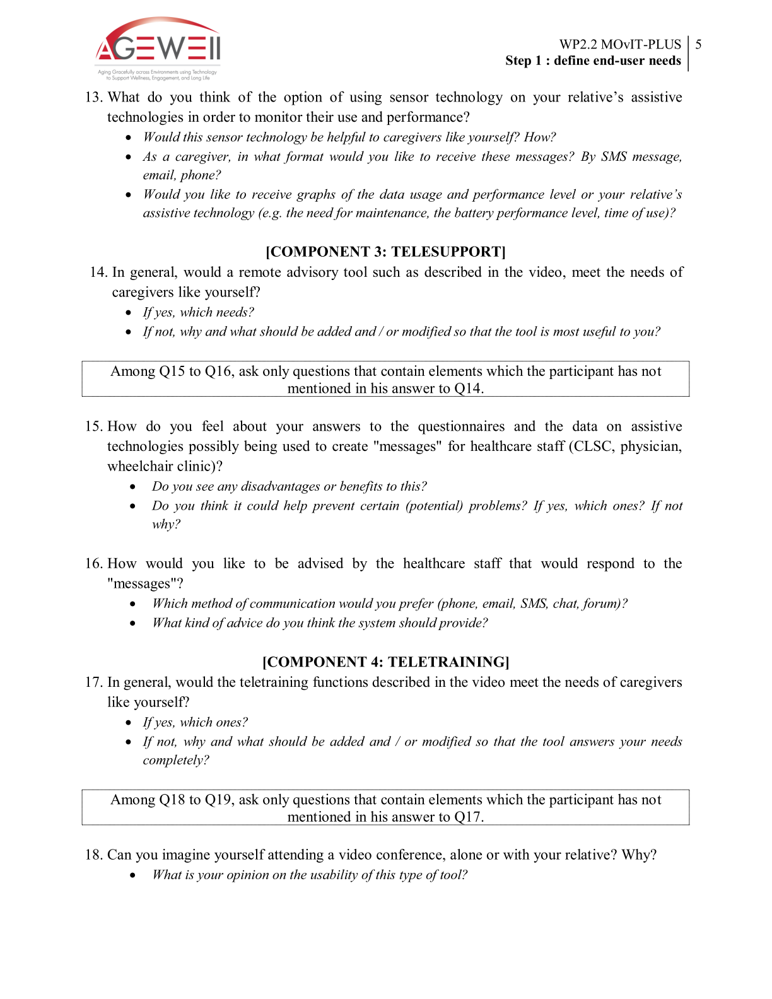 AGEWEll
Aging Gracefully across Environments using Technology
to Support Wellness, Engagement, and Long Life
WP2.2 MOvIT-PLUS 5
Step 1 : define end-user needs
13. What do you think of the option of using sensor technology on your relative’s assistive
technologies in order to monitor their use and performance?
• Would this sensor technology be helpful to caregivers like yourself? How?
• As a caregiver, in what format would you like to receive these messages? By SMS message,
email, phone?
• Would you like to receive graphs of the data usage and performance level or your relative’s
assistive technology (e.g. the need for maintenance, the battery performance level, time of use)?
[COMPONENT 3: TELESUPPORT]
14. In general, would a remote advisory tool such as described in the video, meet the needs of
caregivers like yourself?
• If yes, which needs?
• If not, why and what should be added and / or modified so that the tool is most useful to you?
Among Q15 to Q16, ask only questions that contain elements which the participant has not
mentioned in his answer to Q14.
15. How do you feel about your answers to the questionnaires and the data on assistive
technologies possibly being used to create "messages" for healthcare staff (CLSC, physician,
wheelchair clinic)?
• Do you see any disadvantages or benefits to this?
• Do you think it could help prevent certain (potential) problems? If yes, which ones? If not
why?
16. How would you like to be advised by the healthcare staff that would respond to the
"messages"?
• Which method of communication would you prefer (phone, email, SMS, chat, forum)?
• What kind of advice do you think the system should provide?
[COMPONENT 4: TELETRAINING]
17. In general, would the teletraining functions described in the video meet the needs of caregivers
like yourself?
• If yes, which ones?
• If not, why and what should be added and / or modified so that the tool answers your needs
completely?
Among Q18 to Q19, ask only questions that contain elements which the participant has not
mentioned in his answer to Q17.
18. Can you imagine yourself attending a video conference, alone or with your relative? Why?
• What is your opinion on the usability of this type of tool?